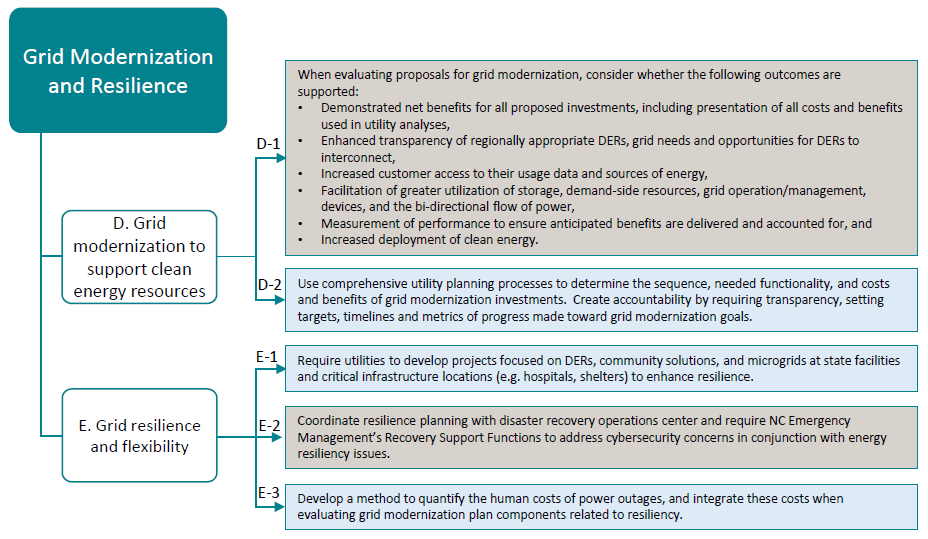 Grid Modernization
and Resilience
D. Grid
modernization to
support clean
energy resources
D-1
When evaluating proposals for grid modernization, consider whether the following outcomes are
supported:
• Demonstrated net benefits for all proposed investments, including presentation of all costs and benefits
used in utility analyses,
• Enhanced transparency of regionally appropriate DERs, grid needs and opportunities for DERs to
interconnect,
• Increased customer access to their usage data and sources of energy,
• Facilitation of greater utilization of storage, demand-side resources, grid operation/management,
devices, and the bi-directional flow of power,
• Measurement of performance to ensure anticipated benefits are delivered and accounted for, and
• Increased deployment of clean energy.
D-2
Use comprehensive utility planning processes to determine the sequence, needed functionality, and costs
and benefits of grid modernization investments.  Create accountability by requiring transparency, setting
targets, timelines and metrics of progress made toward grid modernization goals.
E. Grid resilience
and flexibility
E-1
Require utilities to develop projects focused on DERs, community solutions, and microgrids at state facilities
and critical infrastructure locations (e.g. hospitals, shelters) to enhance resilience.
E-2
Coordinate resilience planning with disaster recovery operations center and require NC Emergency
Management's Recovery Support Functions to address cybersecurity concerns in conjunction with energy
resiliency issues.
E-3
Develop a method to quantify the human costs of power outages, and integrate these costs when
evaluating grid modernization plan components related to resiliency.